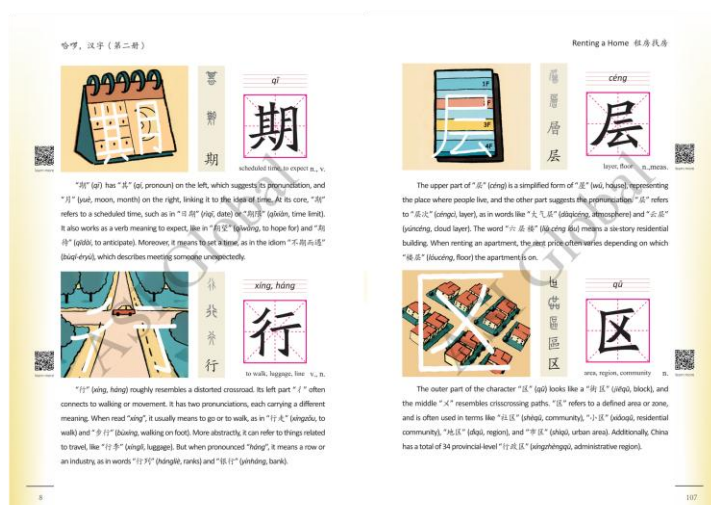 哈啰，汉字（第二册）
期
qī
期
期
scheduled time, to expect n., v.
"期" (qī) has "其" (qí, pronoun) on the left, which suggests its pronunciation, and
"月" (yuè, moon, month) on the right, linking it to the idea of time. At its core, "期"
refers to a scheduled time, such as in "日期" (rìqī, date) or "期限" (qīxiàn, time limit).
It also works as a verb meaning to expect, like in "期望" (qīwàng, to hope for) and "期
待" (qīdài, to anticipate). Moreover, it means to set a time, as in the idiom "不期而遇"
(bùqī-éryù), which describes meeting someone unexpectedly.
行
xíng, háng
行
行
to walk, luggage, line v., n.
"行" (xíng, háng) roughly resembles a distorted crossroad. Its left part "彳" often
connects to walking or movement. It has two pronunciations, each carrying a different
meaning. When read "xíng", it usually means to go or to walk, as in "行走" (xíngzǒu, to
walk) and "步行" (bùxíng, walking on foot). More abstractly, it can refer to things related
to travel, like "行李" (xíngli, luggage). But when pronounced "háng", it means a row or
an industry, as in words "行列" (hángliè, ranks) and "银行" (yínháng, bank).
8
Renting a Home 租房找房
1F
3F
层
céng
層
层
层
layer, floor n.,meas.
The upper part of "层" (céng) is a simplified form of "屋" (wū, house), representing
the place where people live, and the other part suggests the pronunciation. "层" refers
to "层次" (céngcì, layer), as in words like "大气层" (dàqìcéng, atmosphere) and "云层"
(yúncéng, cloud layer). The word "六层楼" (liù céng lóu) means a six-story residential
building. When renting an apartment, the rent price often varies depending on which
"楼层" (lóucéng, floor) the apartment is on.
区
qū
區
区
区
area, region, community n.
The outer part of the character "区" (qū) looks like a "街区" (jiēqū, block), and
the middle "㐅" resembles crisscrossing paths. "区" refers to a defined area or zone,
and is often used in terms like "社区" (shèqū, community), "小区" (xiǎoqū, residential
community), "地区" (dìqū, region), and "市区" (shìqū, urban area). Additionally, China
has a total of 34 provincial-level "行政区" (xíngzhèngqū, administrative region).
107
ASI Global
ASI Global